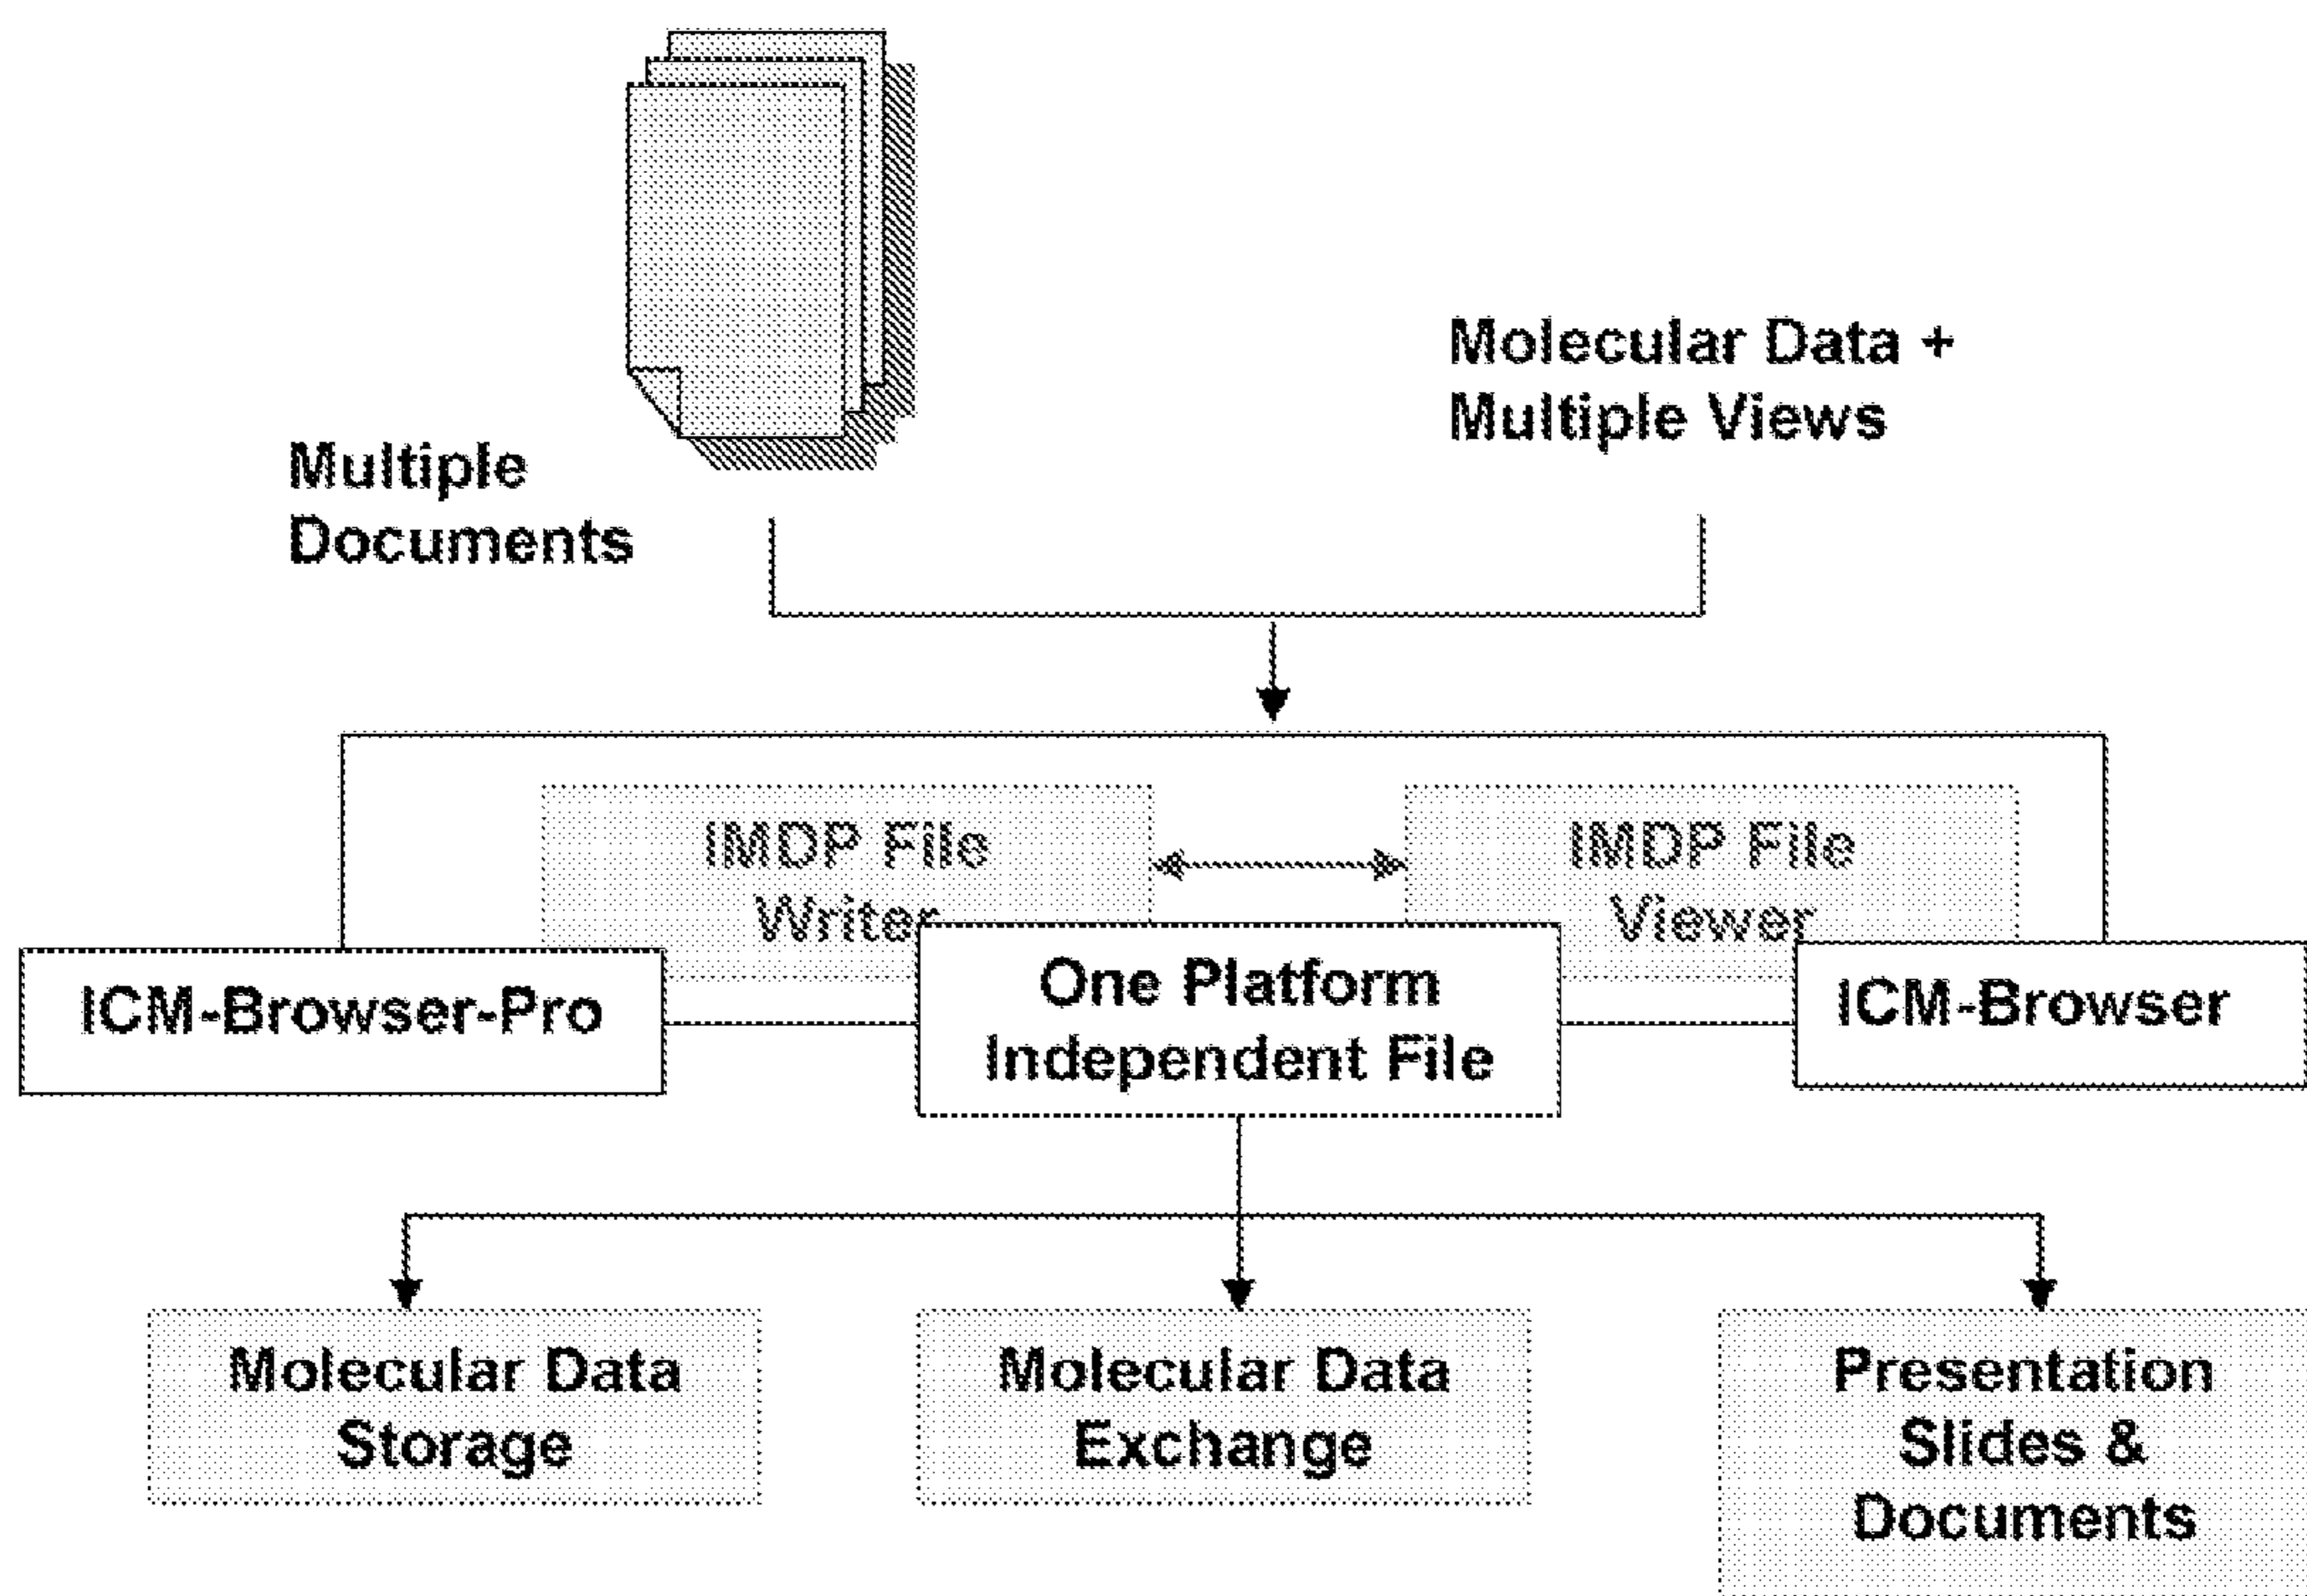 Multiple
Documents
Molecular Data +
Multiple Views
IMDP File
Writer
IMDP File
Viewer
ICM-Browser-Pro
One Platform
Independent File
ICM-Browser
Molecular Data
Storage
Molecular Data
Exchange
Presentation
Slides &
Documents